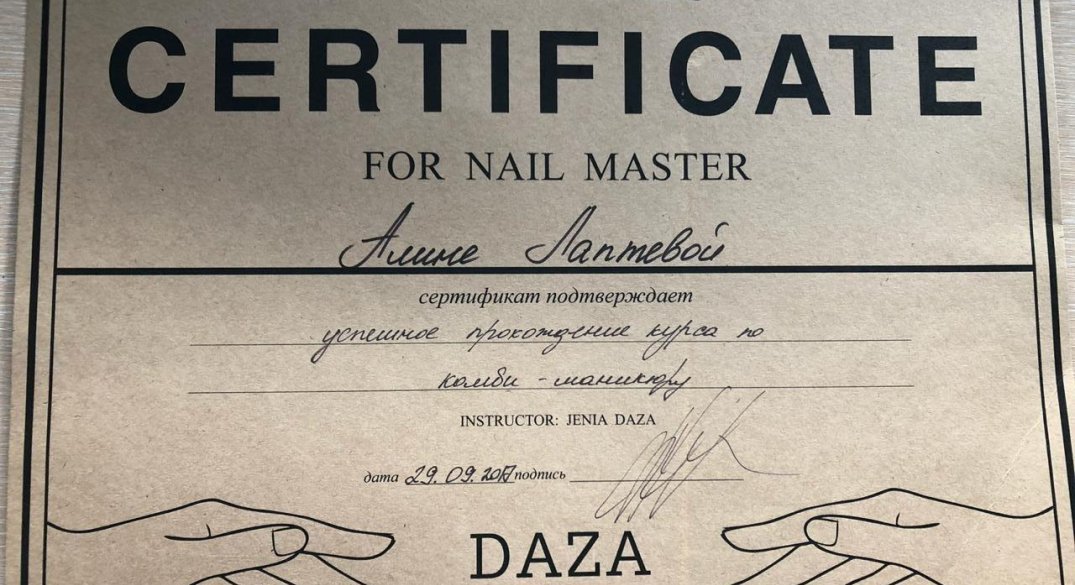 CERTIFICATE
FOR NAIL MASTER
Алине Лаптевой
сертификат подтверждает
успешное прохождение курса по
комби-маникюру
INSTRUCTOR: JENIA DAZA
дата 29.09.2017 подпись
DAZA